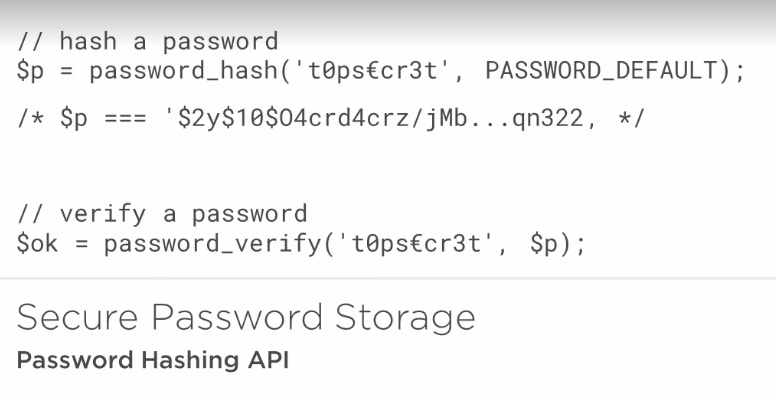 // hash a password
$p = password_hash('t0ps€cr3t', PASSWORD_DEFAULT);
/* $p === '$2y$10$O4crd4crz/jMb...qn322, */
// verify a password
$ok = password_verify('t0ps€cr3t', $p);
Secure Password Storage
Password Hashing API